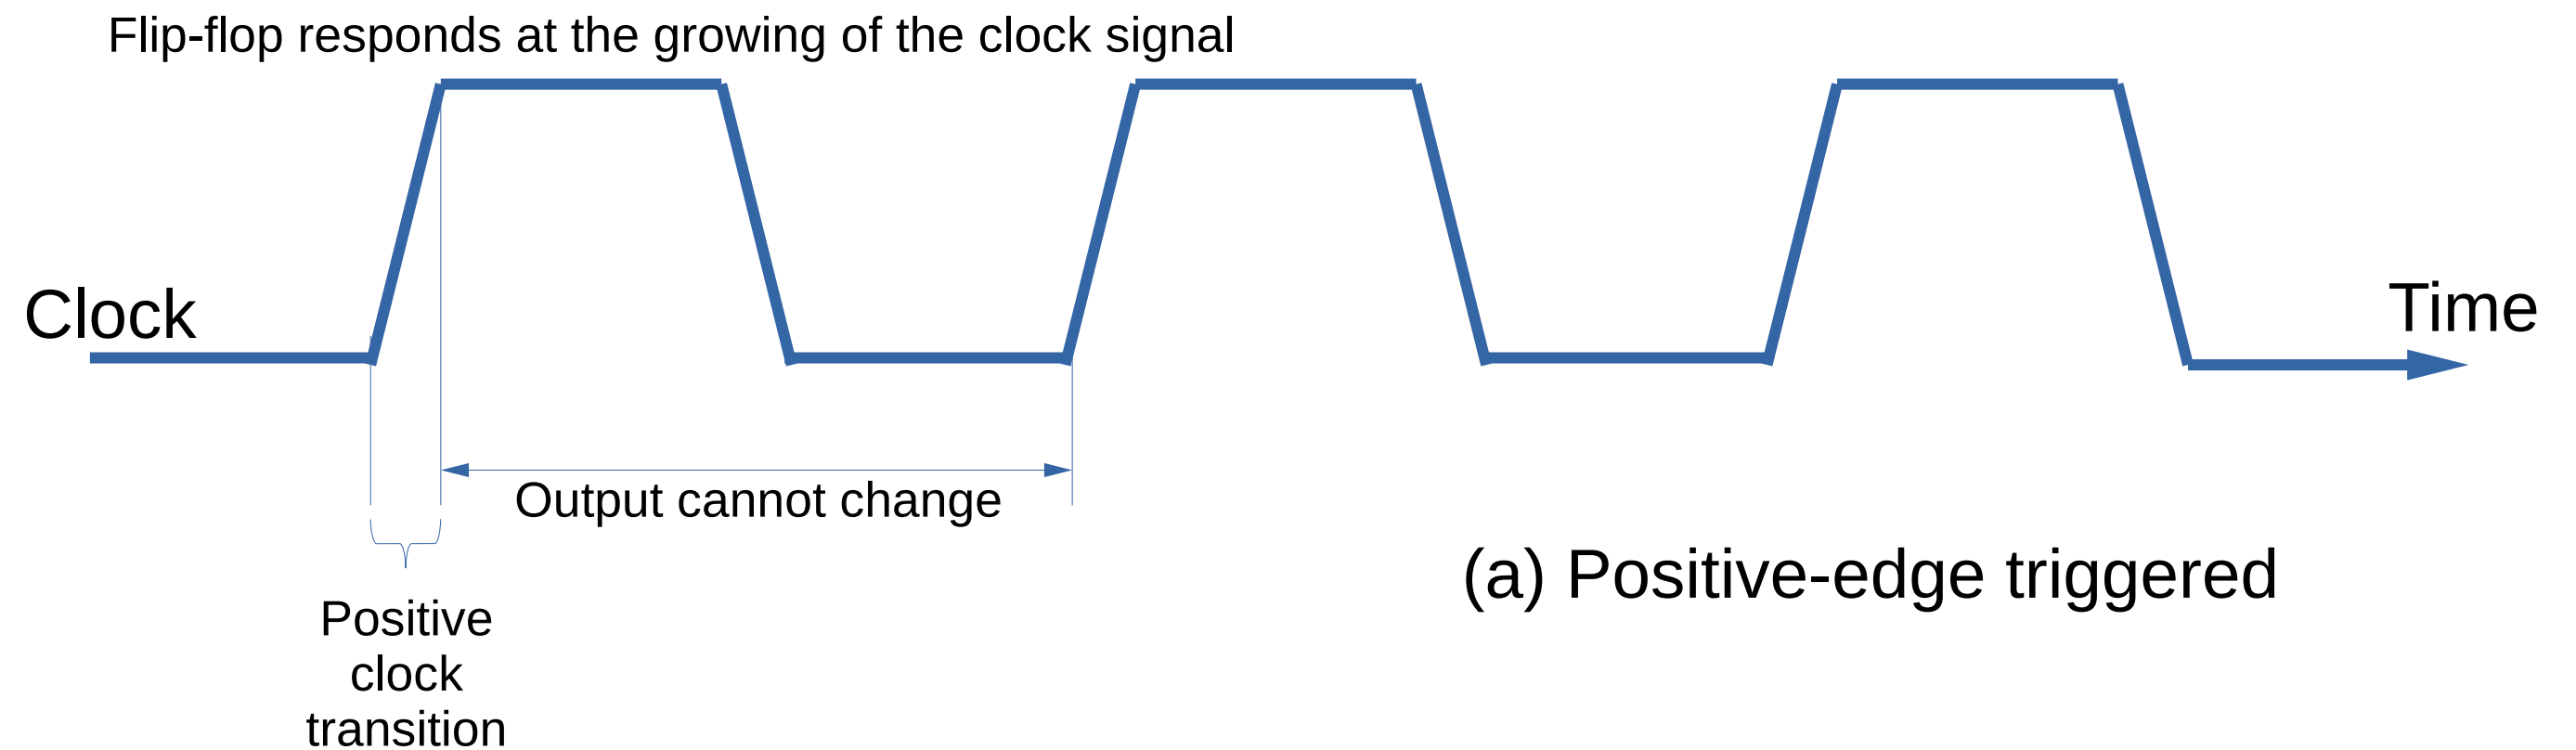 Flip-flop responds at the growing of the clock signal
Clock
Time
Output cannot change
(a) Positive-edge triggered
Positive
clock
transition